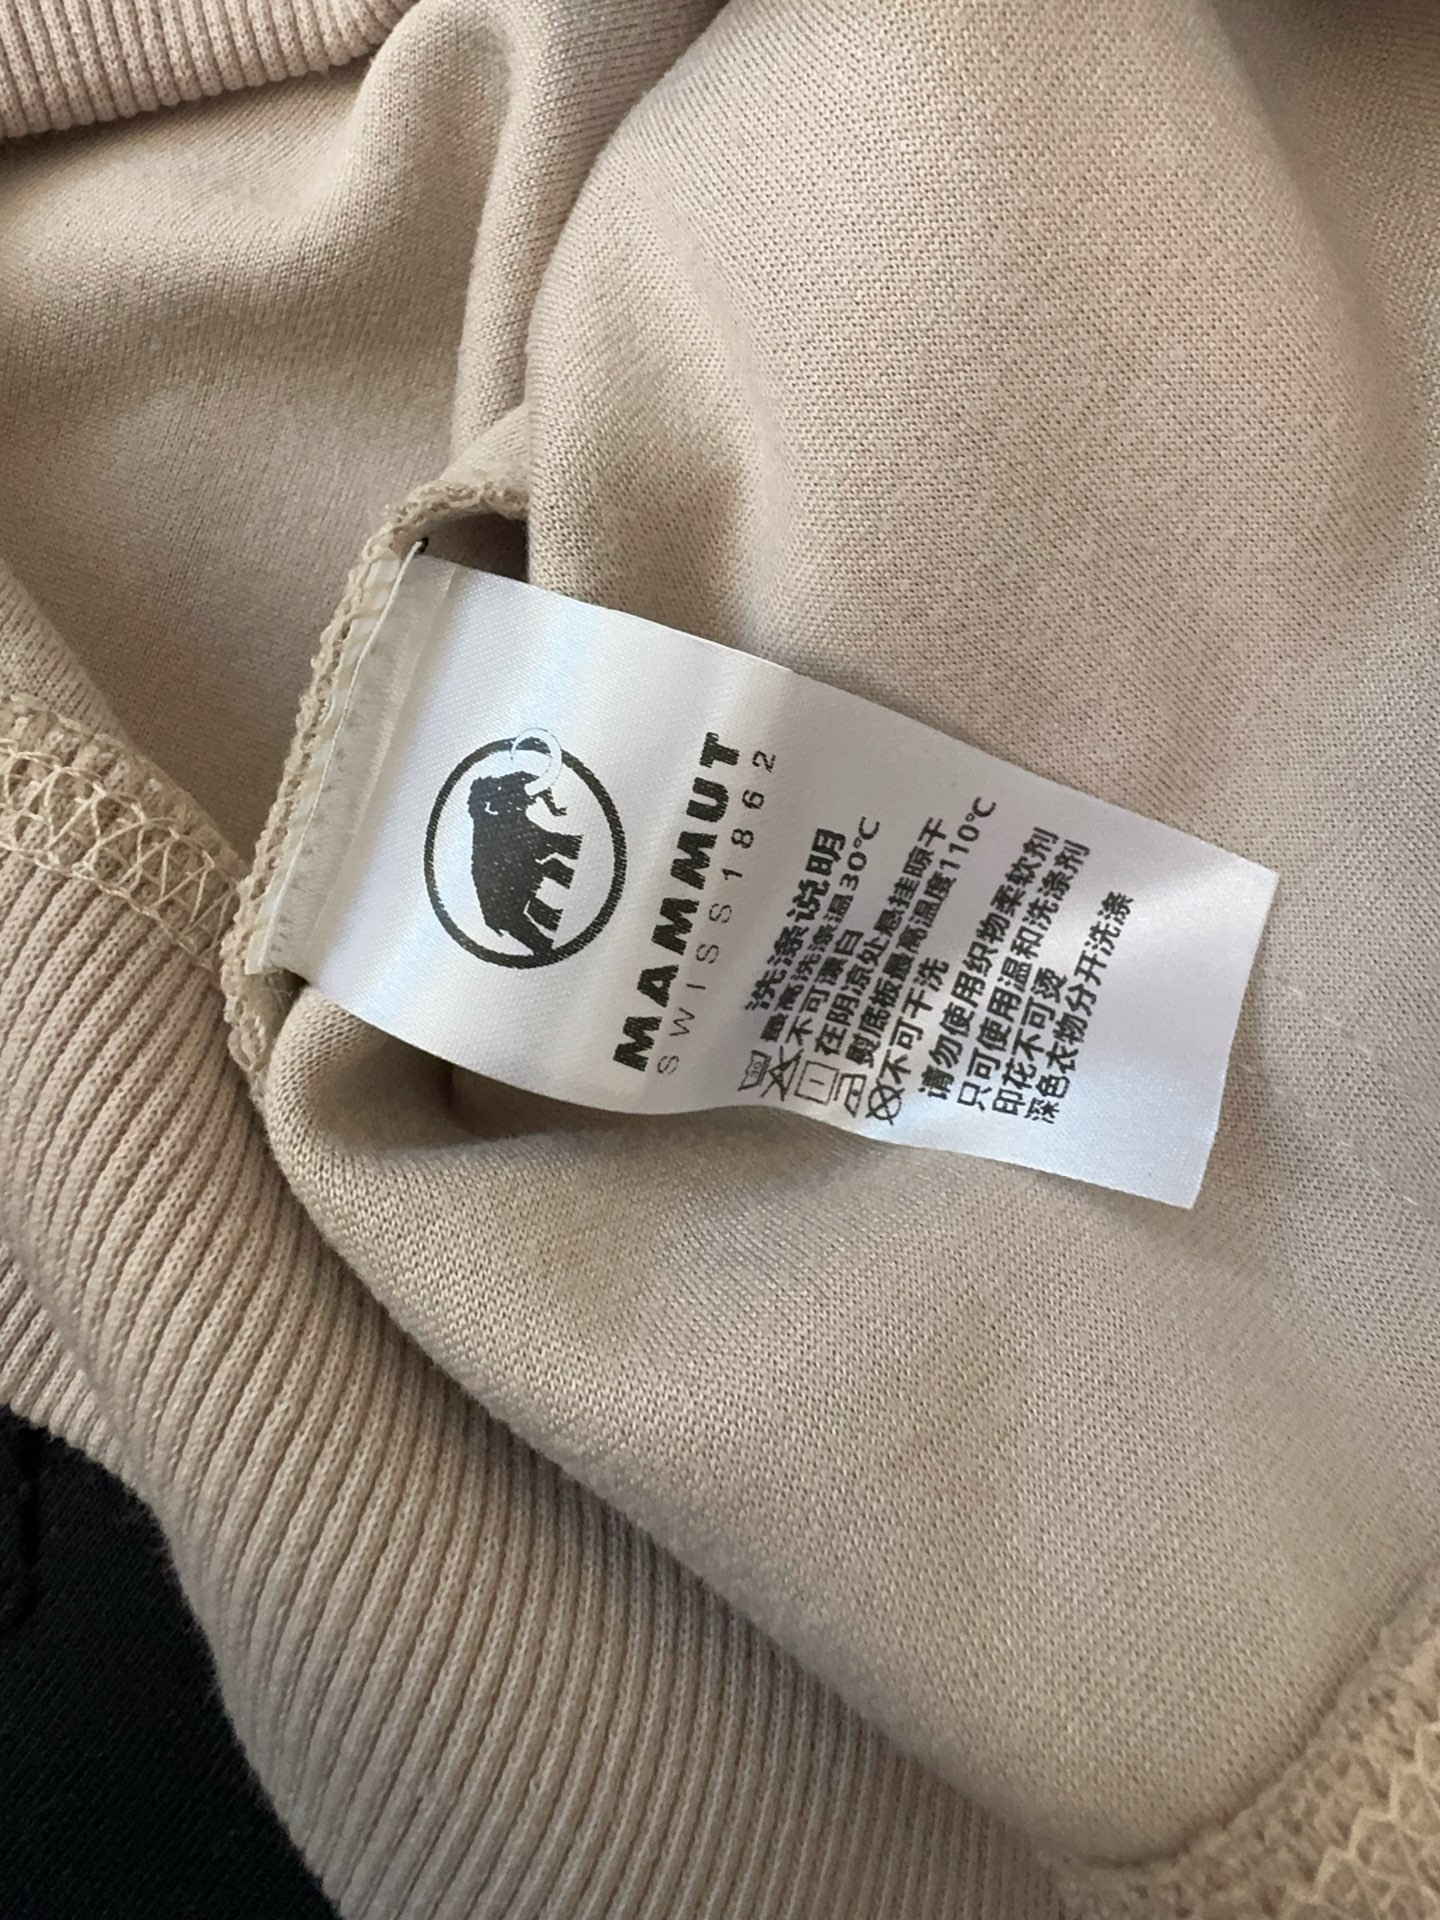 MAMMUT
SWISS 1862
洗涤说明
30
最高洗涤温30℃
不可漂白
在阴凉处悬挂晾干
熨底板最高温度110℃
不可干洗
请勿使用织物柔软剂
只可使用温和洗涤剂
印花不可烫
深色衣物分开洗涤